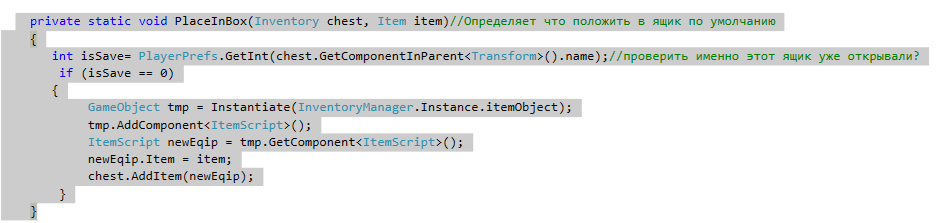 private static void PlaceInBox(Inventory chest, Item item)//Определяет что положить в ящик по умолчанию
{
int isSave= PlayerPrefs.GetInt(chest.GetComponentInParent<Transform>().name);//проверить именно этот ящик уже открывали?
if (isSave == 0)
{
GameObject tmp = Instantiate(InventoryManager.Instance.itemObject);
tmp.AddComponent<ItemScript>();
ItemScript newEqip = tmp.GetComponent<ItemScript>();
newEqip.Item = item;
chest.AddItem(newEqip);
}
}